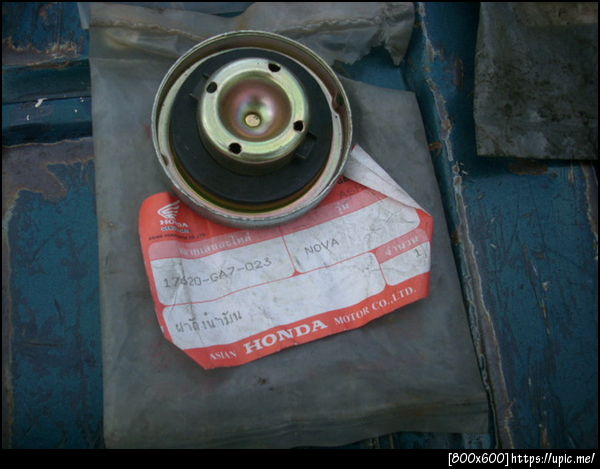 HONDA
หมายเลขอะไหล่
รุ่น
17620-GA7-023
NOVA
จำนวน
1
ฝาถังน้ำมัน
ASIAN HONDA MOTOR CO.,LTD.
[800x600]https://upic.me/